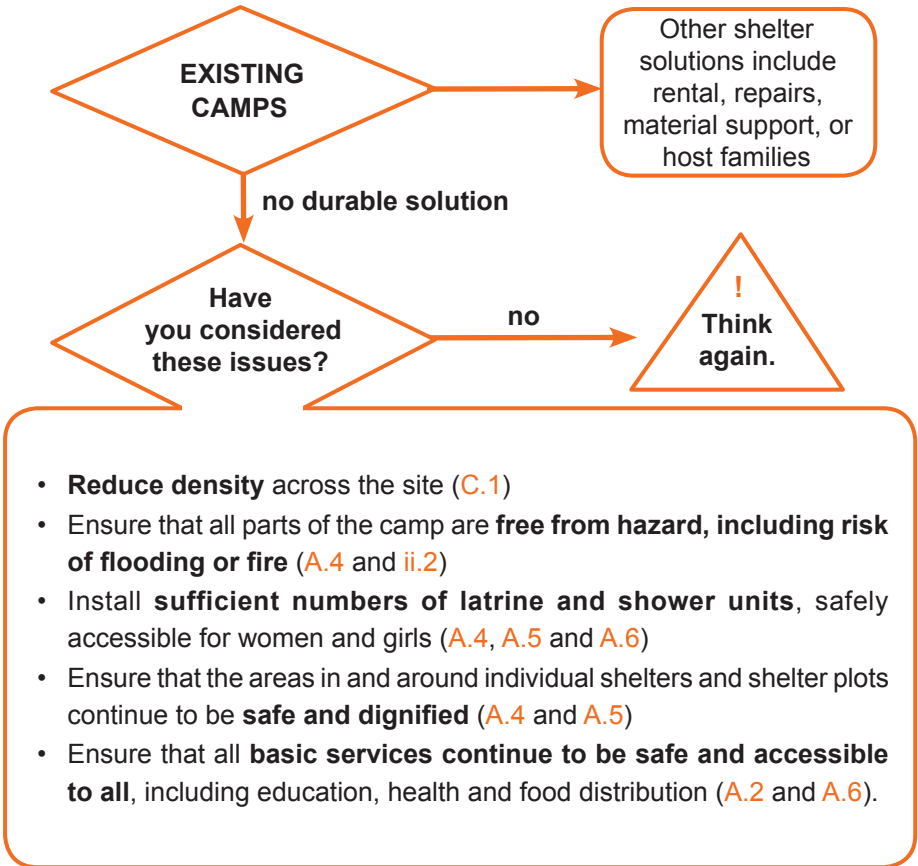 EXISTING
CAMPS
Other shelter
solutions include
rental, repairs,
material support, or
host families
no durable solution
Have
you considered
these issues?
no
!
Think
again.
• Reduce density across the site (C.1)
• Ensure that all parts of the camp are free from hazard, including risk
of flooding or fire (A.4 and ii.2)
• Install sufficient numbers of latrine and shower units, safely
accessible for women and girls (A.4, A.5 and A.6)
• Ensure that the areas in and around individual shelters and shelter plots
continue to be safe and dignified (A.4 and A.5)
• Ensure that all basic services continue to be safe and accessible
to all, including education, health and food distribution (A.2 and A.6).